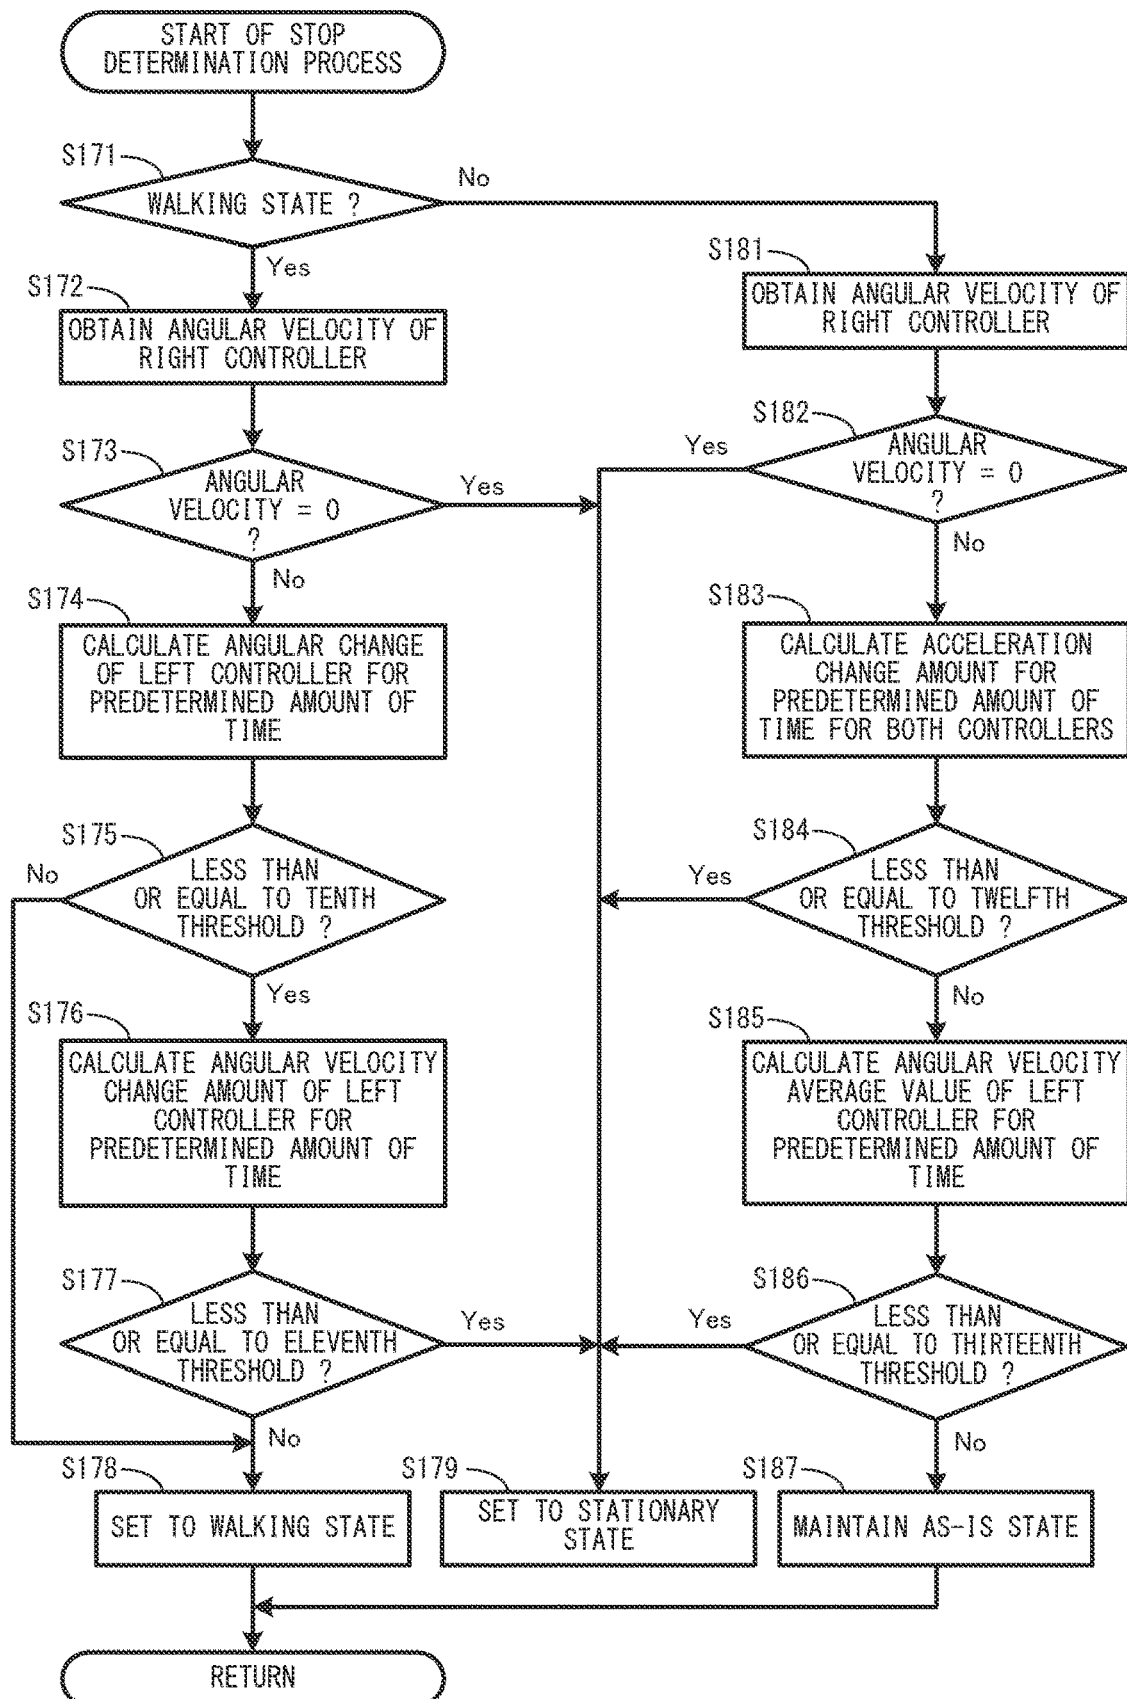 START OF STOP
DETERMINATION PROCESS
S171
WALKING STATE ?
No
Yes
S172
OBTAIN ANGULAR VELOCITY OF
RIGHT CONTROLLER
S173
ANGULAR
VELOCITY = 0
?
Yes
No
S174
CALCULATE ANGULAR CHANGE
OF LEFT CONTROLLER FOR
PREDETERMINED AMOUNT OF
TIME
S175
No
LESS THAN
OR EQUAL TO TENTH
THRESHOLD ?
Yes
S176
CALCULATE ANGULAR VELOCITY
CHANGE AMOUNT OF LEFT
CONTROLLER FOR
PREDETERMINED AMOUNT OF
TIME
S177
LESS THAN
OR EQUAL TO ELEVENTH
THRESHOLD ?
Yes
No
S178
SET TO WALKING STATE
S179
SET TO STATIONARY
STATE
S181
OBTAIN ANGULAR VELOCITY OF
RIGHT CONTROLLER
S182
Yes
ANGULAR
VELOCITY = 0
?
No
S183
CALCULATE ACCELERATION
CHANGE AMOUNT FOR
PREDETERMINED AMOUNT OF
TIME FOR BOTH CONTROLLERS
S184
Yes
LESS THAN
OR EQUAL TO TWELFTH
THRESHOLD ?
No
S185
CALCULATE ANGULAR VELOCITY
AVERAGE VALUE OF LEFT
CONTROLLER FOR
PREDETERMINED AMOUNT OF
TIME
S186
Yes
LESS THAN
OR EQUAL TO THIRTEENTH
THRESHOLD ?
No
S187
MAINTAIN AS-IS STATE
RETURN